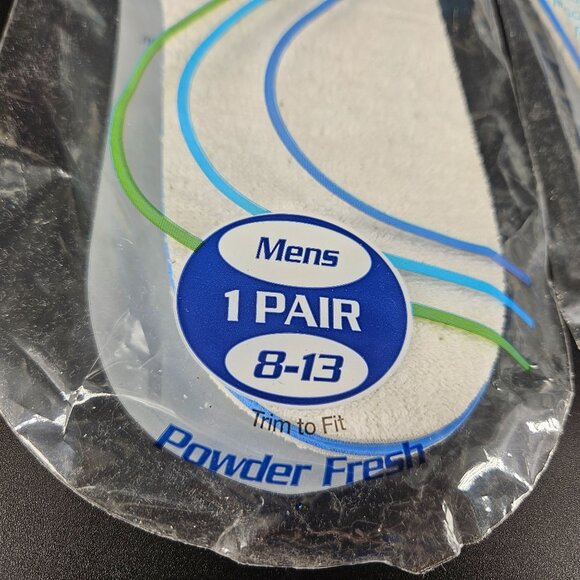 Mens
1 PAIR
8-13
Trim to Fit
Powder Fresh